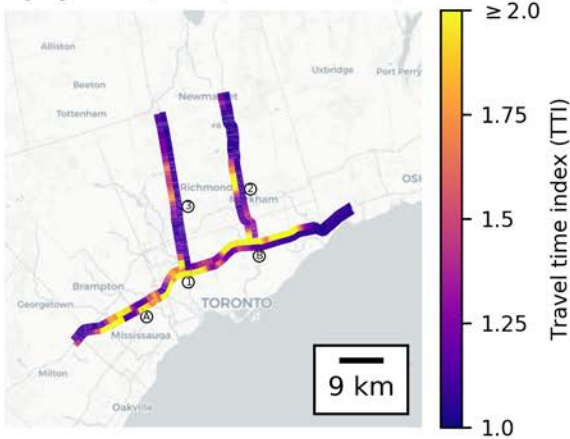 Alliston
Beeton
Tottenham
Newmarket
Uxbridge
Port Perry
Richmond
②
Markham
OSH
③
Ⓑ
Brampton
①
Georgetown
Ⓐ
TORONTO
Mississauga
Milton
Oakville
9 km
≥ 2.0
1.75
1.5
1.25
1.0
Travel time index (TTI)